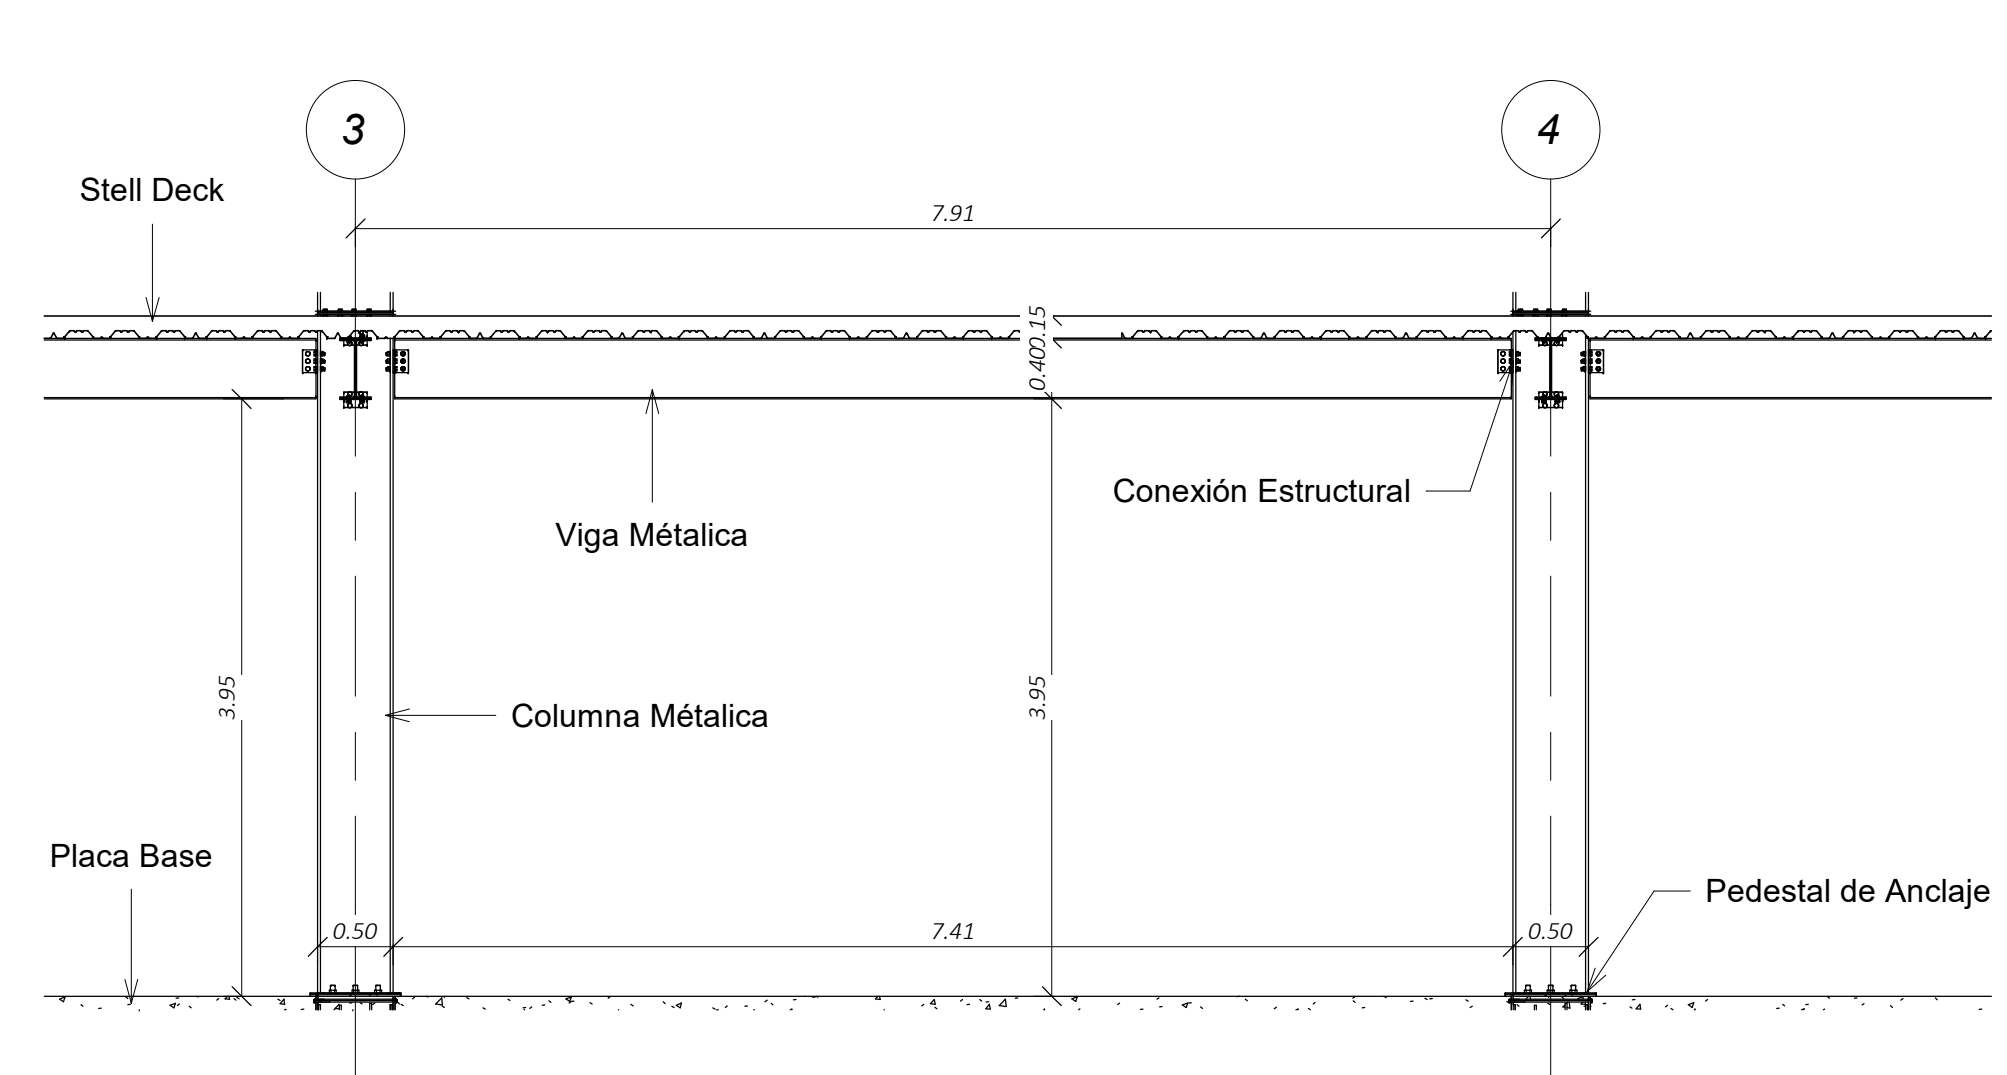 3
4
Stell Deck
7.91
0.15
0.40
Conexión Estructural
Viga Métalica
3.95
3.95
Columna Métalica
Placa Base
Pedestal de Anclaje
0.50
7.41
0.50